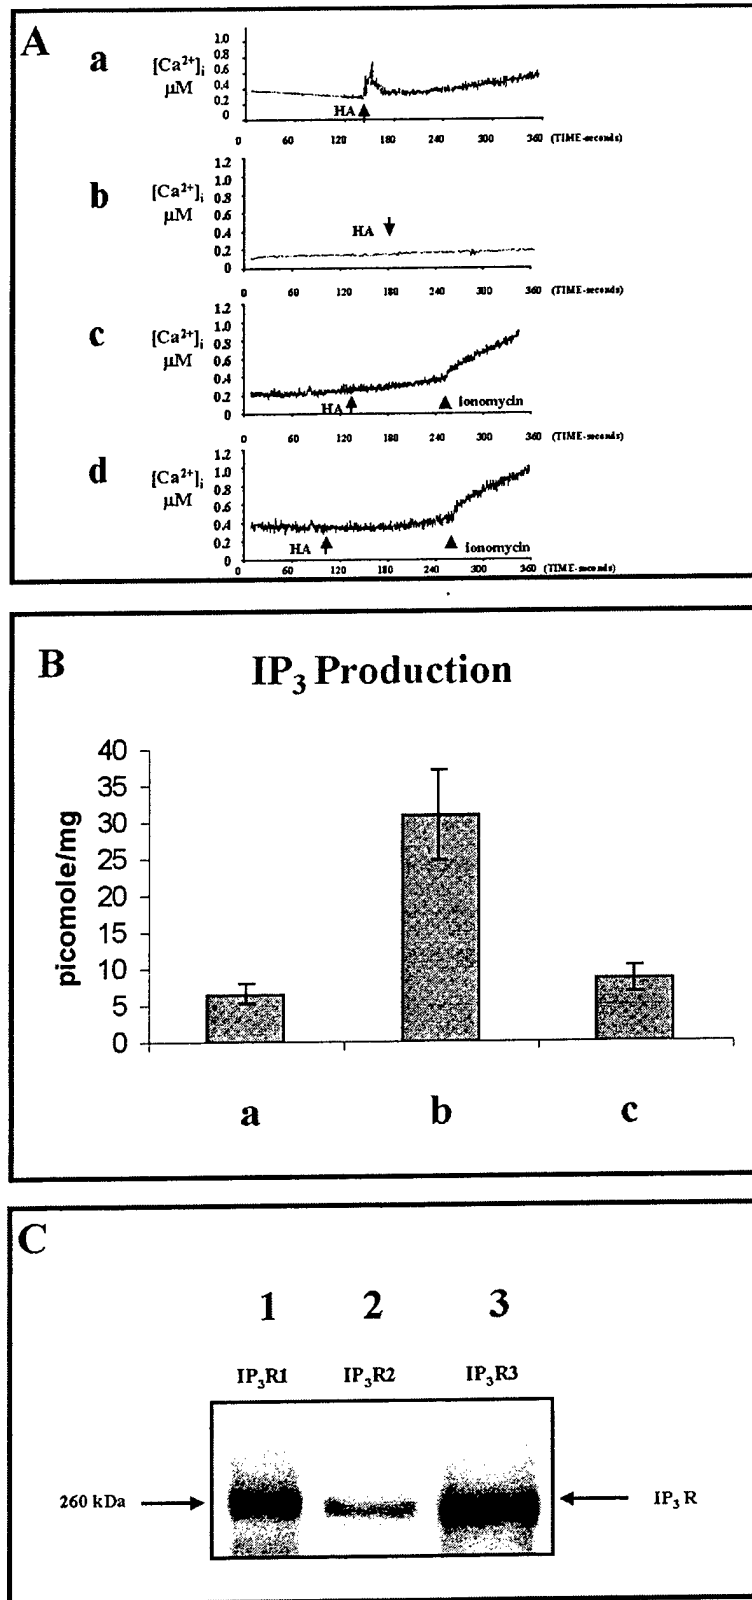 A
a
[Ca²⁺]i
µM
1.0
0.8
0.6
0.4
0.2
0
HA
0 60 120 180 240 300 360 (TIME-seconds)
b
[Ca²⁺]i
µM
1.2
1.0
0.8
0.6
0.4
0.2
0
HA
0 60 120 180 240 300 360 (TIME-seconds)
c
[Ca²⁺]i
µM
1.2
1.0
0.8
0.6
0.4
0.2
0
HA
Ionomycin
0 60 120 180 240 300 360 (TIME-seconds)
d
[Ca²⁺]i
µM
1.2
1.0
0.8
0.6
0.4
0.2
0
HA
Ionomycin
0 60 120 180 240 300 360 (TIME-seconds)
B
IP₃ Production
picomole/mg
40
35
30
25
20
15
10
5
0
a b c
C
1 2 3
IP₃R1 IP₃R2 IP₃R3
260 kDa
IP₃ R